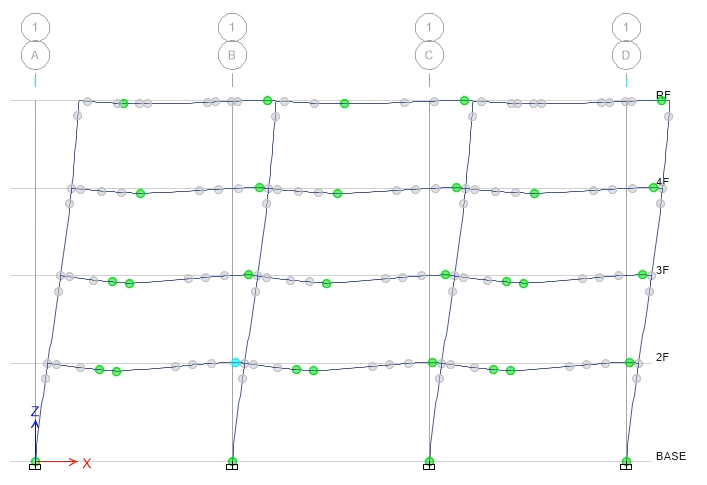 1 1 1 1
A B C D
RF
4F
3F
2F
Z
X
BASE